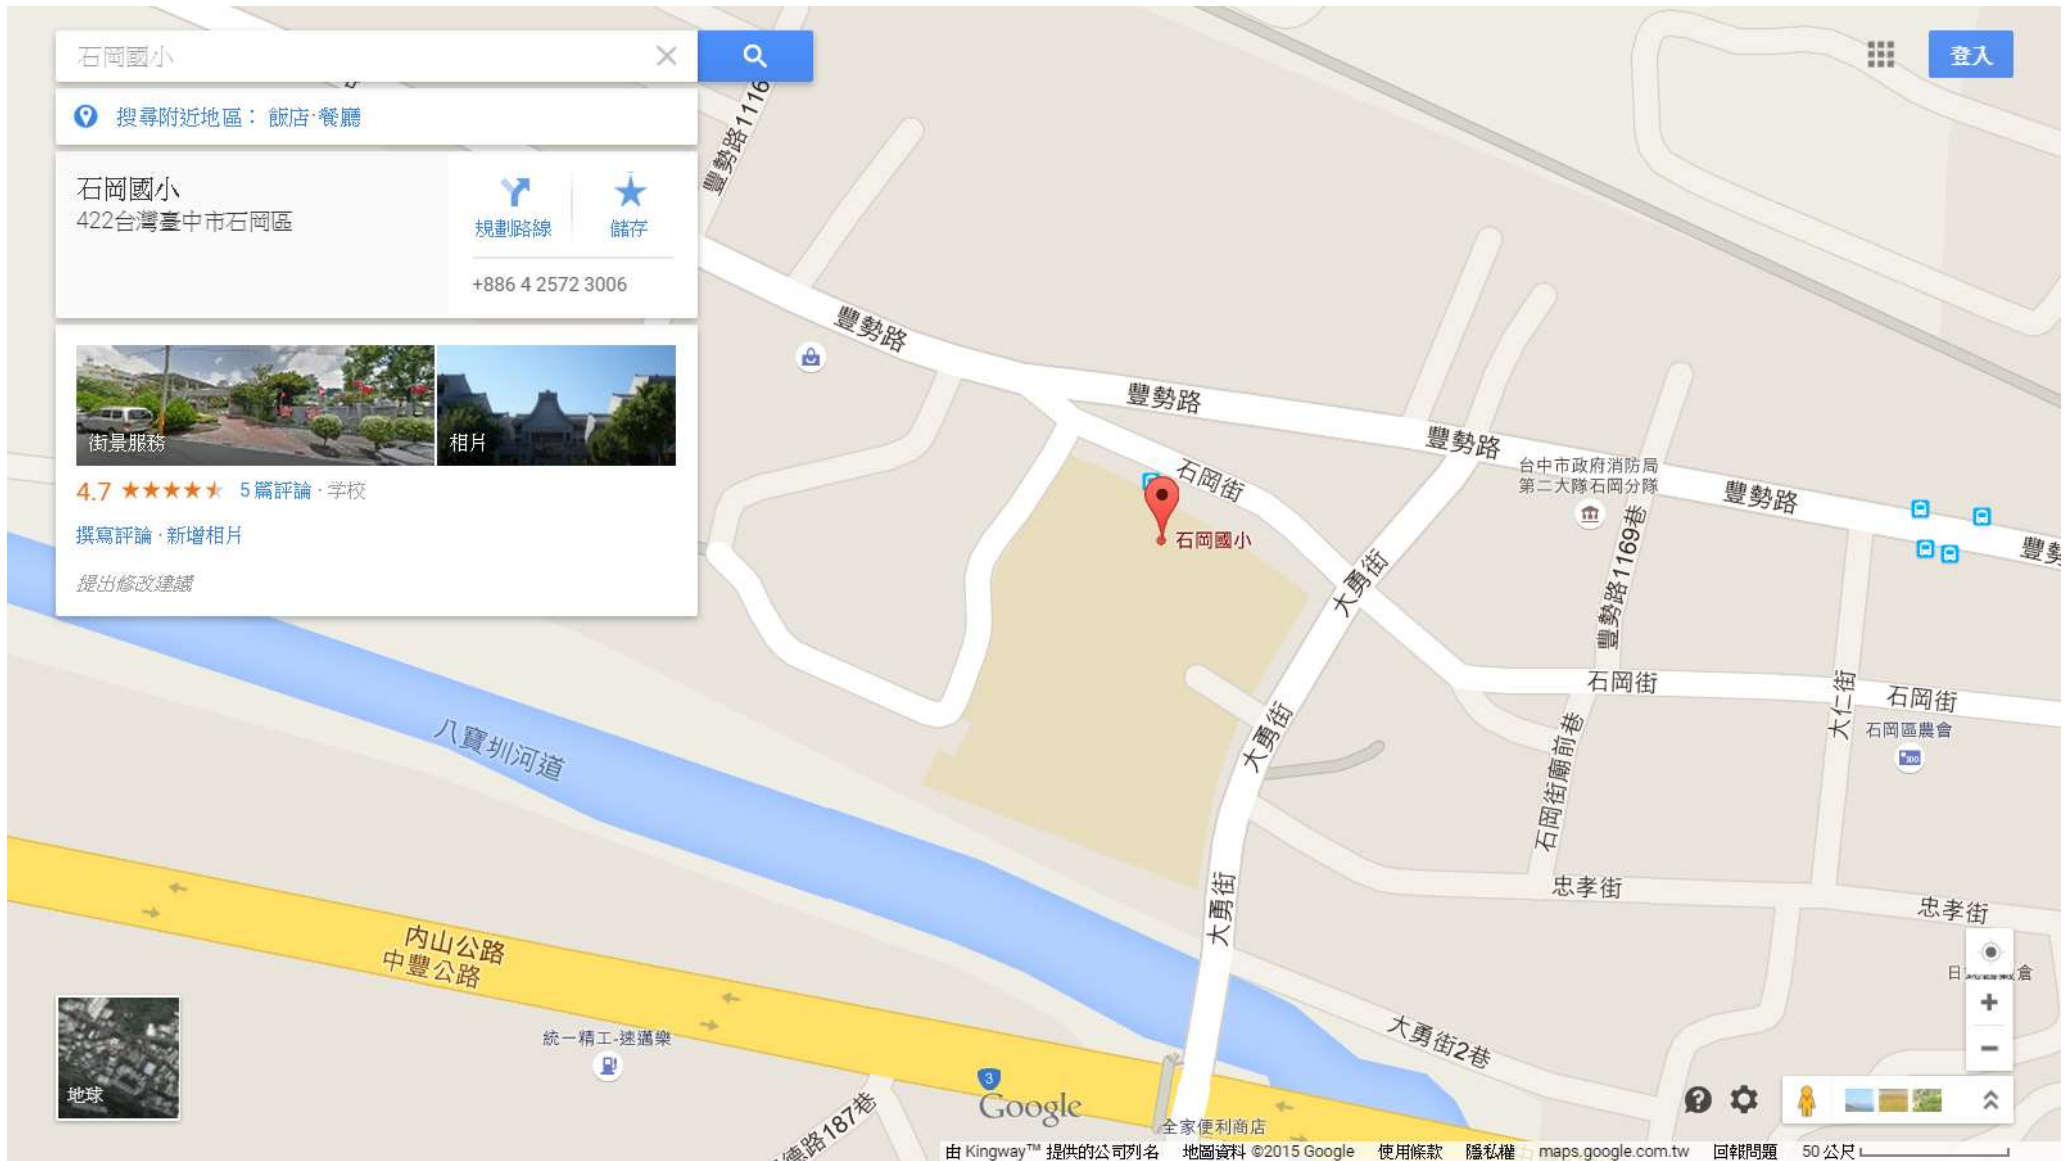 石岡國小
登入
搜尋附近地區： 飯店·餐廳
石岡國小
422台灣臺中市石岡區
規劃路線
儲存
+886 4 2572 3006
街景服務
相片
4.7 ★★★★★ 5 篇評論 · 学校
撰寫評論 · 新增相片
提出修改建議
豐勢路1116
豐勢路
豐勢路
豐勢路
台中市政府消防局
第二大隊石岡分隊
豐勢路
石岡街
石岡國小
大勇街
豐勢路1169巷
石岡街
大仁街
石岡街
石岡區農會
大勇街
石岡街廟前巷
八寶圳河道
大勇街
忠孝街
忠孝街
内山公路
中豐公路
統一精工-速邁樂
大勇街2巷
地球
德路187巷
3
Google
全家便利商店
由 Kingway™ 提供的公司列名 地圖資料 ©2015 Google 使用條款 隱私權 maps.google.com.tw 回報問題 50 公尺